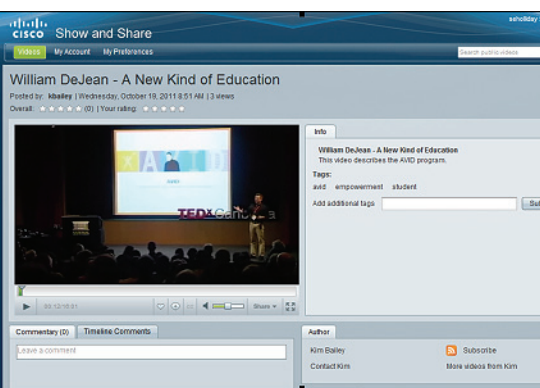 asholliday
CISCO Show and Share
Videos My Account My Preferences
Search public videos
William DeJean - A New Kind of Education
Posted by: kbailey | Wednesday, October 19, 2011 8:51 AM | 3 views
Overall: (0) | Your rating:
AVID
TEDxCanberra
Share
Info
William DeJean - A New Kind of Education
This video describes the AVID program.
Tags:
avid empowerment student
Add additional tags
Commentary (0) Timeline Comments
Leave a comment
Author
Kim Bailey
Subscribe
Contact Kim
More videos from Kim